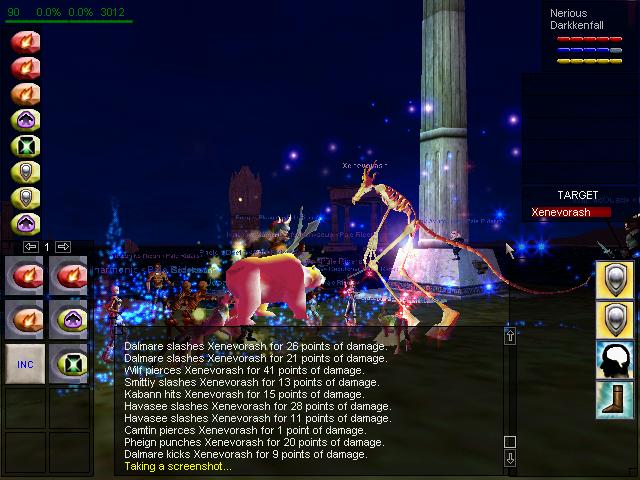 90 0.0% 0.0% 3012
Nerious
Darkkenfall
Xenevorash
TARGET
Xenevorash
1
INC
Dalmare slashes Xenevorash for 26 points of damage.
Dalmare slashes Xenevorash for 21 points of damage.
Wilf pierces Xenevorash for 41 points of damage.
Smittiy slashes Xenevorash for 13 points of damage.
Kabann hits Xenevorash for 15 points of damage.
Havasee slashes Xenevorash for 28 points of damage.
Havasee slashes Xenevorash for 11 points of damage.
Camtin pierces Xenevorash for 1 point of damage.
Pheign punches Xenevorash for 20 points of damage.
Dalmare kicks Xenevorash for 9 points of damage.
Taking a screenshot...